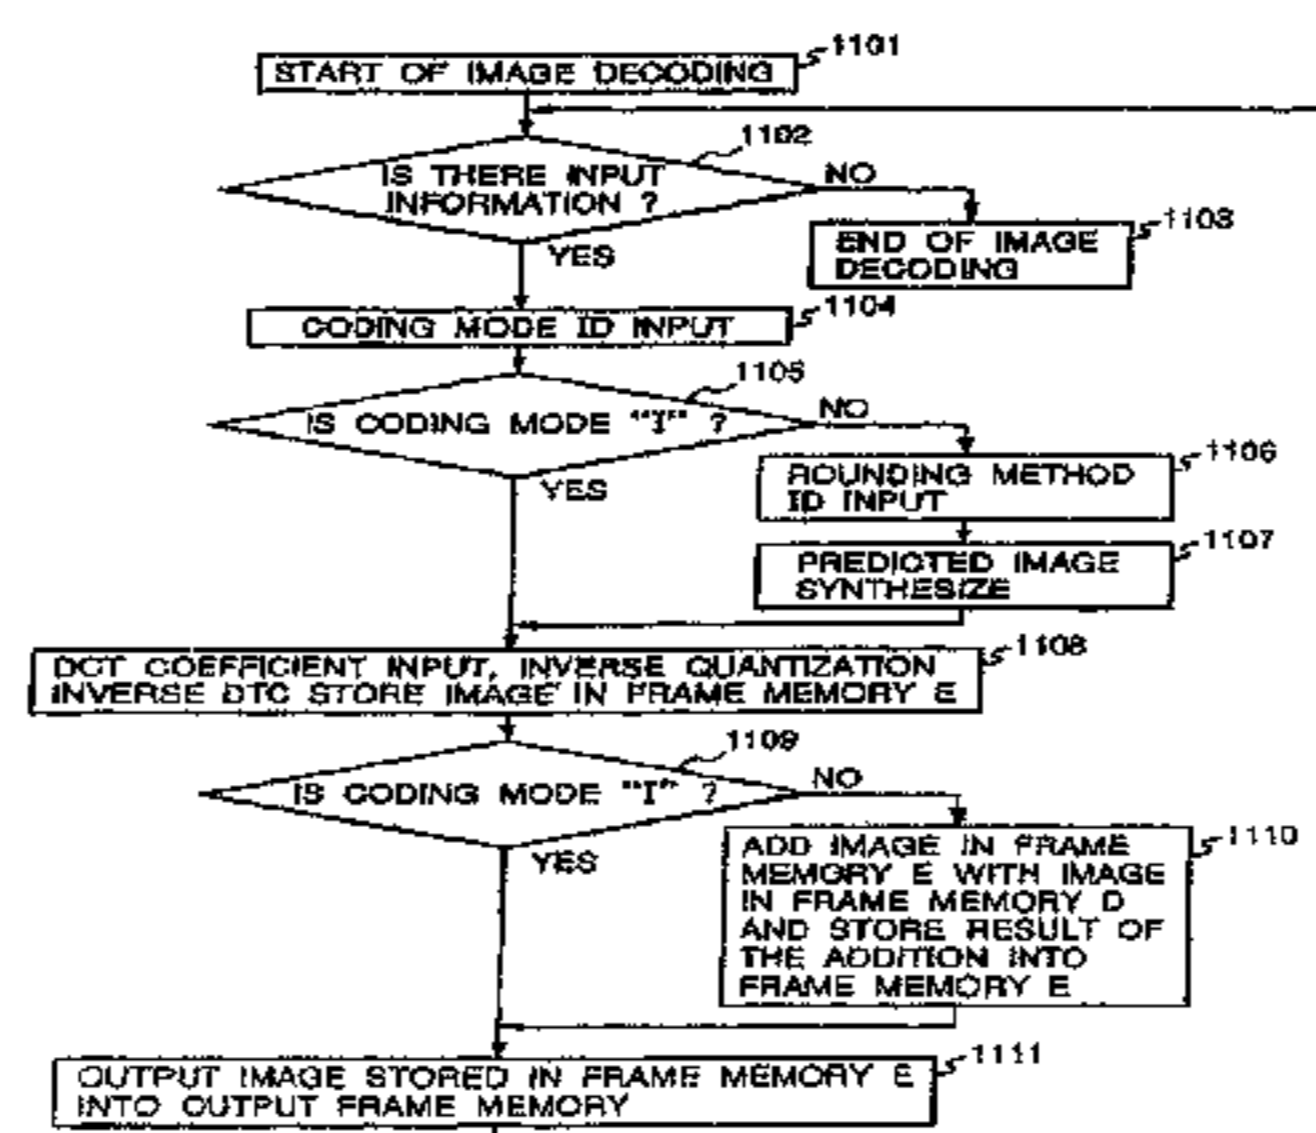 1101
START OF IMAGE DECODING
1102
IS THERE INPUT
INFORMATION ?
NO
YES
1103
END OF IMAGE
DECODING
1104
CODING MODE ID INPUT
1105
IS CODING MODE "I" ?
NO
YES
1106
ROUNDING METHOD
ID INPUT
1107
PREDICTED IMAGE
SYNTHESIZE
1108
DCT COEFFICIENT INPUT, INVERSE QUANTIZATION
INVERSE DTC STORE IMAGE IN FRAME MEMORY E
1109
IS CODING MODE "I" ?
NO
YES
1110
ADD IMAGE IN FRAME
MEMORY E WITH IMAGE
IN FRAME MEMORY D
AND STORE RESULT OF
THE ADDITION INTO
FRAME MEMORY E
1111
OUTPUT IMAGE STORED IN FRAME MEMORY E
INTO OUTPUT FRAME MEMORY